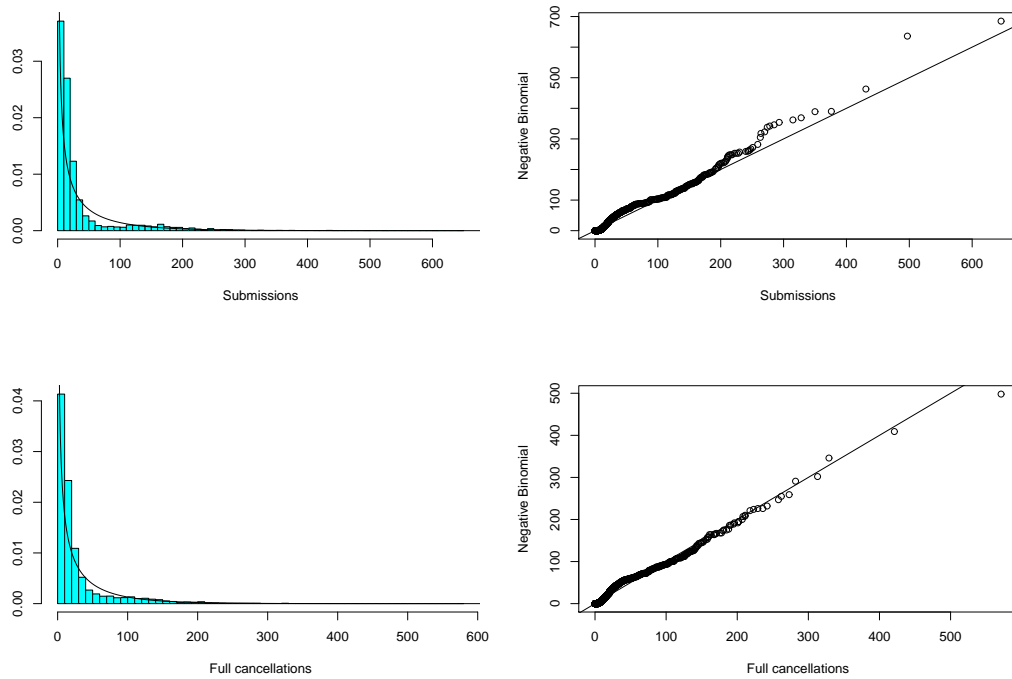 0.00 0.01 0.02 0.03
0 100 200 300 400 500 600
Submissions
Negative Binomial
0 100 300 500 700
0 100 200 300 400 500 600
Submissions
0.00 0.01 0.02 0.03 0.04
0 100 200 300 400 500 600
Full cancellations
Negative Binomial
0 100 200 300 400 500
0 100 200 300 400 500
Full cancellations